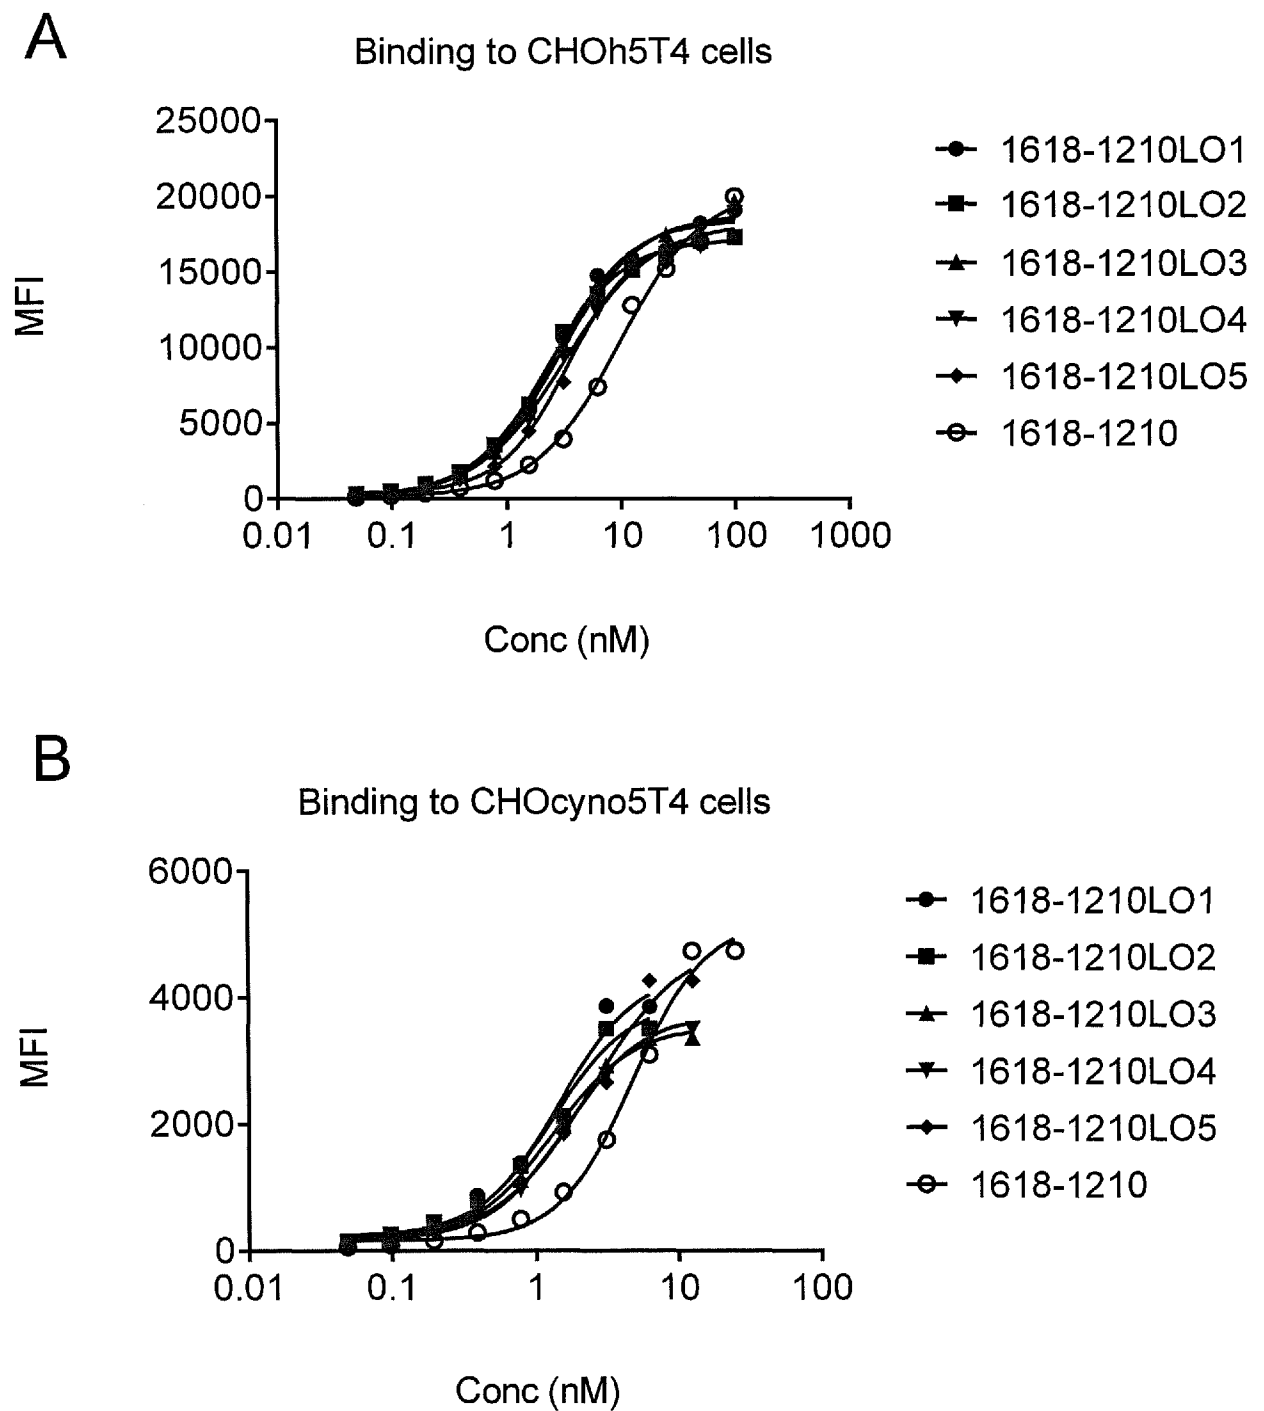 A
Binding to CHOh5T4 cells
25000
20000
15000
10000
5000
0
MFI
0.01 0.1 1 10 100 1000
Conc (nM)
1618-1210LO1
1618-1210LO2
1618-1210LO3
1618-1210LO4
1618-1210LO5
1618-1210
B
Binding to CHOcyno5T4 cells
6000
4000
2000
0
MFI
0.01 0.1 1 10 100
Conc (nM)
1618-1210LO1
1618-1210LO2
1618-1210LO3
1618-1210LO4
1618-1210LO5
1618-1210